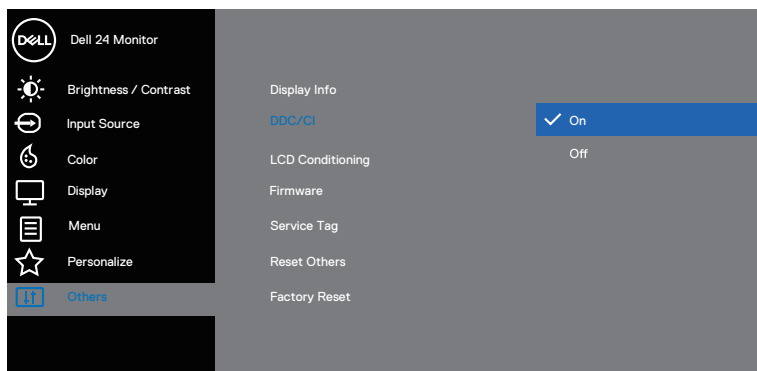 DELL
Dell 24 Monitor
Brightness / Contrast
Display Info
Input Source
DDC/CI
On
Color
LCD Conditioning
Off
Display
Firmware
Menu
Service Tag
Personalize
Reset Others
Others
Factory Reset